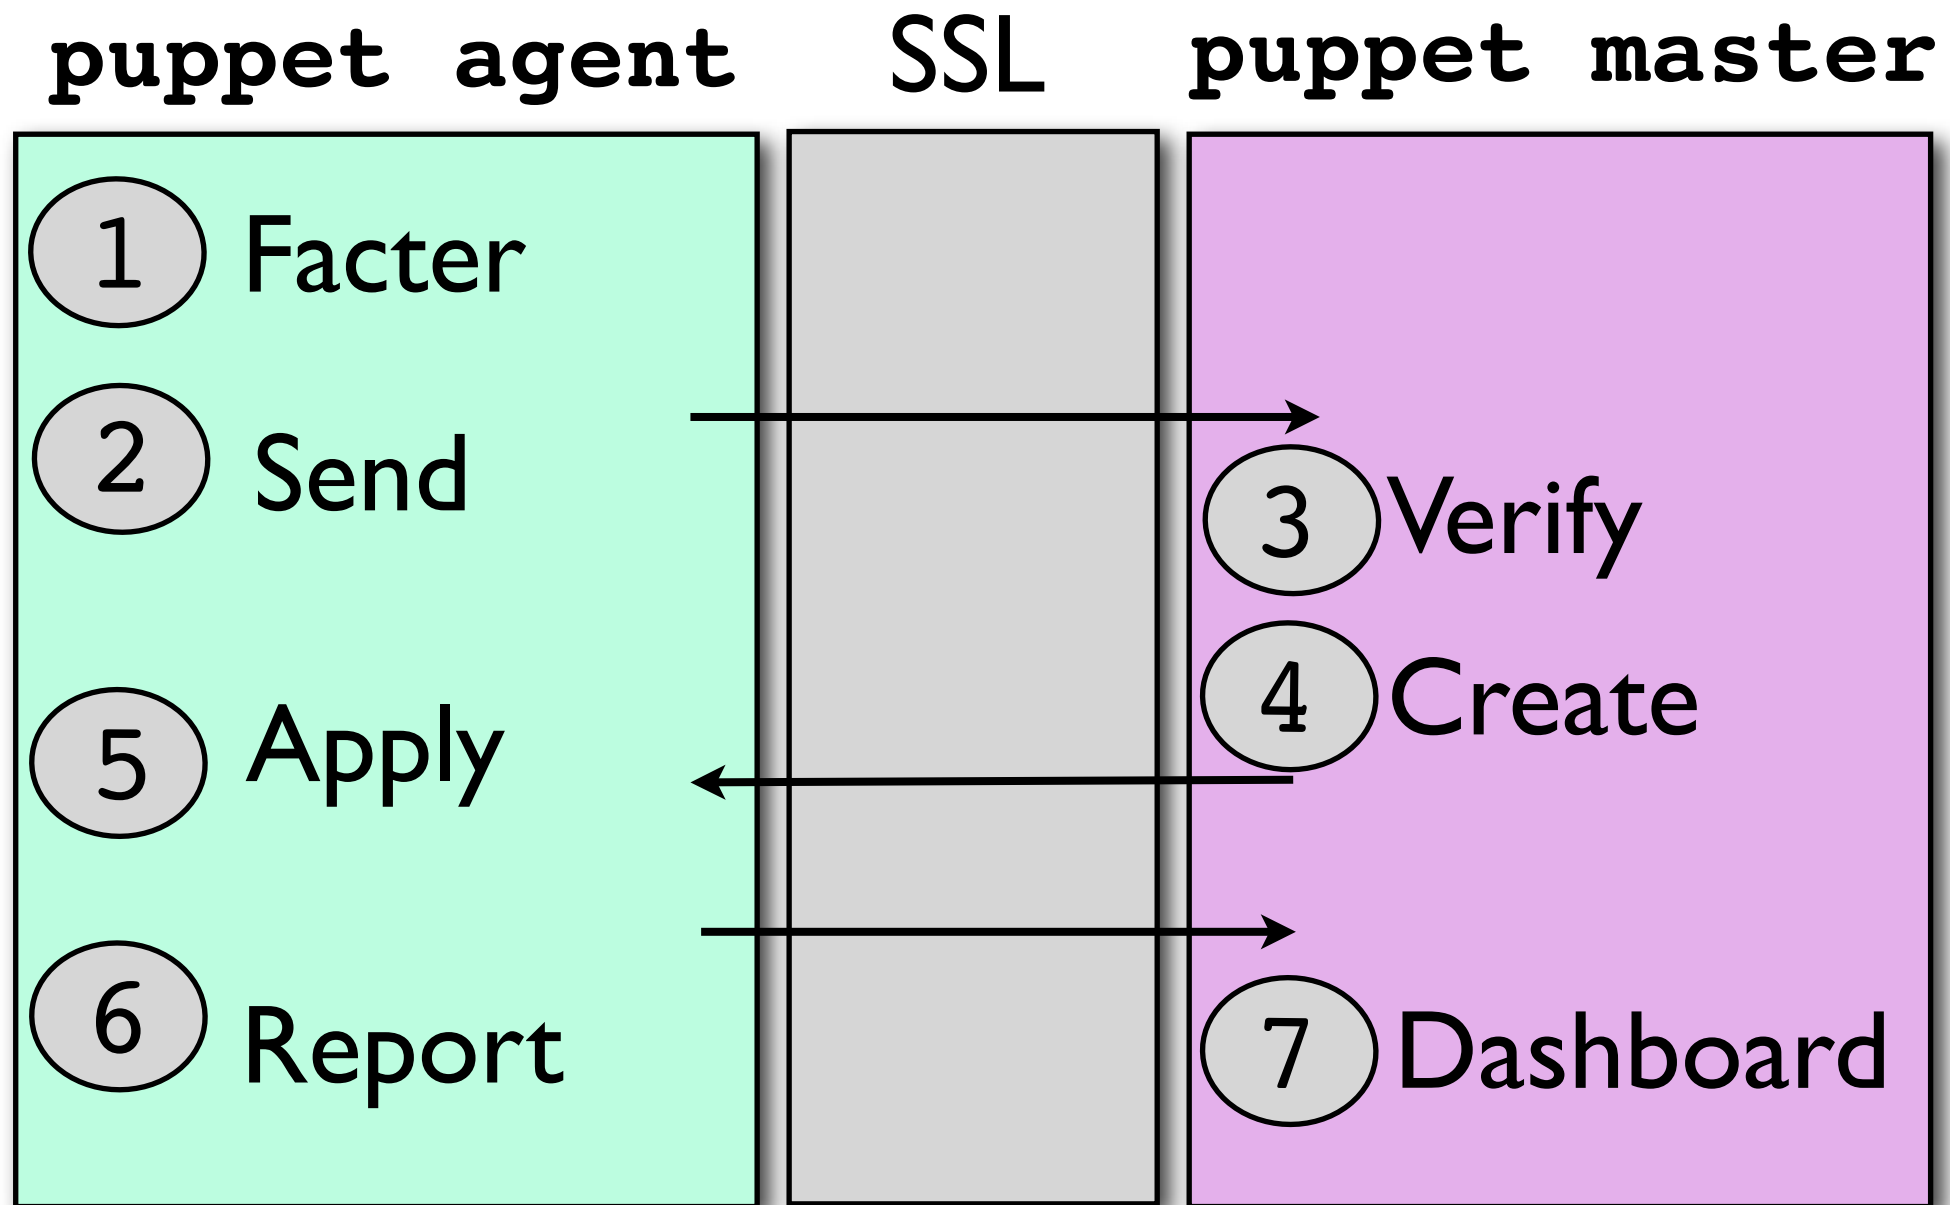 puppet agent
SSL
puppet master
1 Facter
2 Send
3 Verify
4 Create
5 Apply
6 Report
7 Dashboard